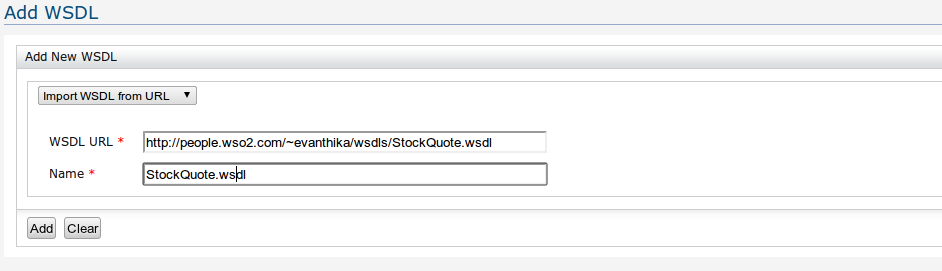 Add WSDL
Add New WSDL
Import WSDL from URL
WSDL URL * http://people.wso2.com/~evanthika/wsdls/StockQuote.wsdl
Name * StockQuote.wsdl
Add Clear